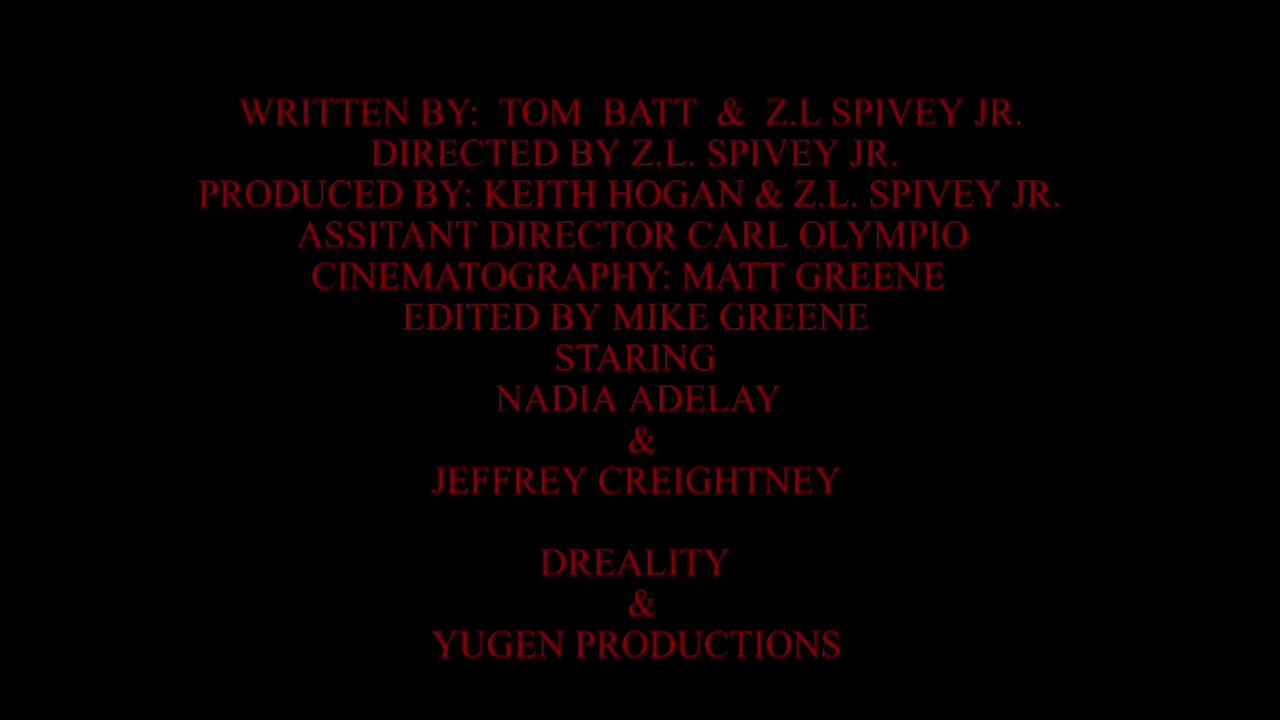 WRITTEN BY: TOM BATT & Z.L SPIVEY JR.
DIRECTED BY Z.L. SPIVEY JR.
PRODUCED BY: KEITH HOGAN & Z.L. SPIVEY JR.
ASSITANT DIRECTOR CARL OLYMPIO
CINEMATOGRAPHY: MATT GREENE
EDITED BY MIKE GREENE
STARING
NADIA ADELAY
&
JEFFREY CREIGHTNEY
DREALITY
&
YUGEN PRODUCTIONS